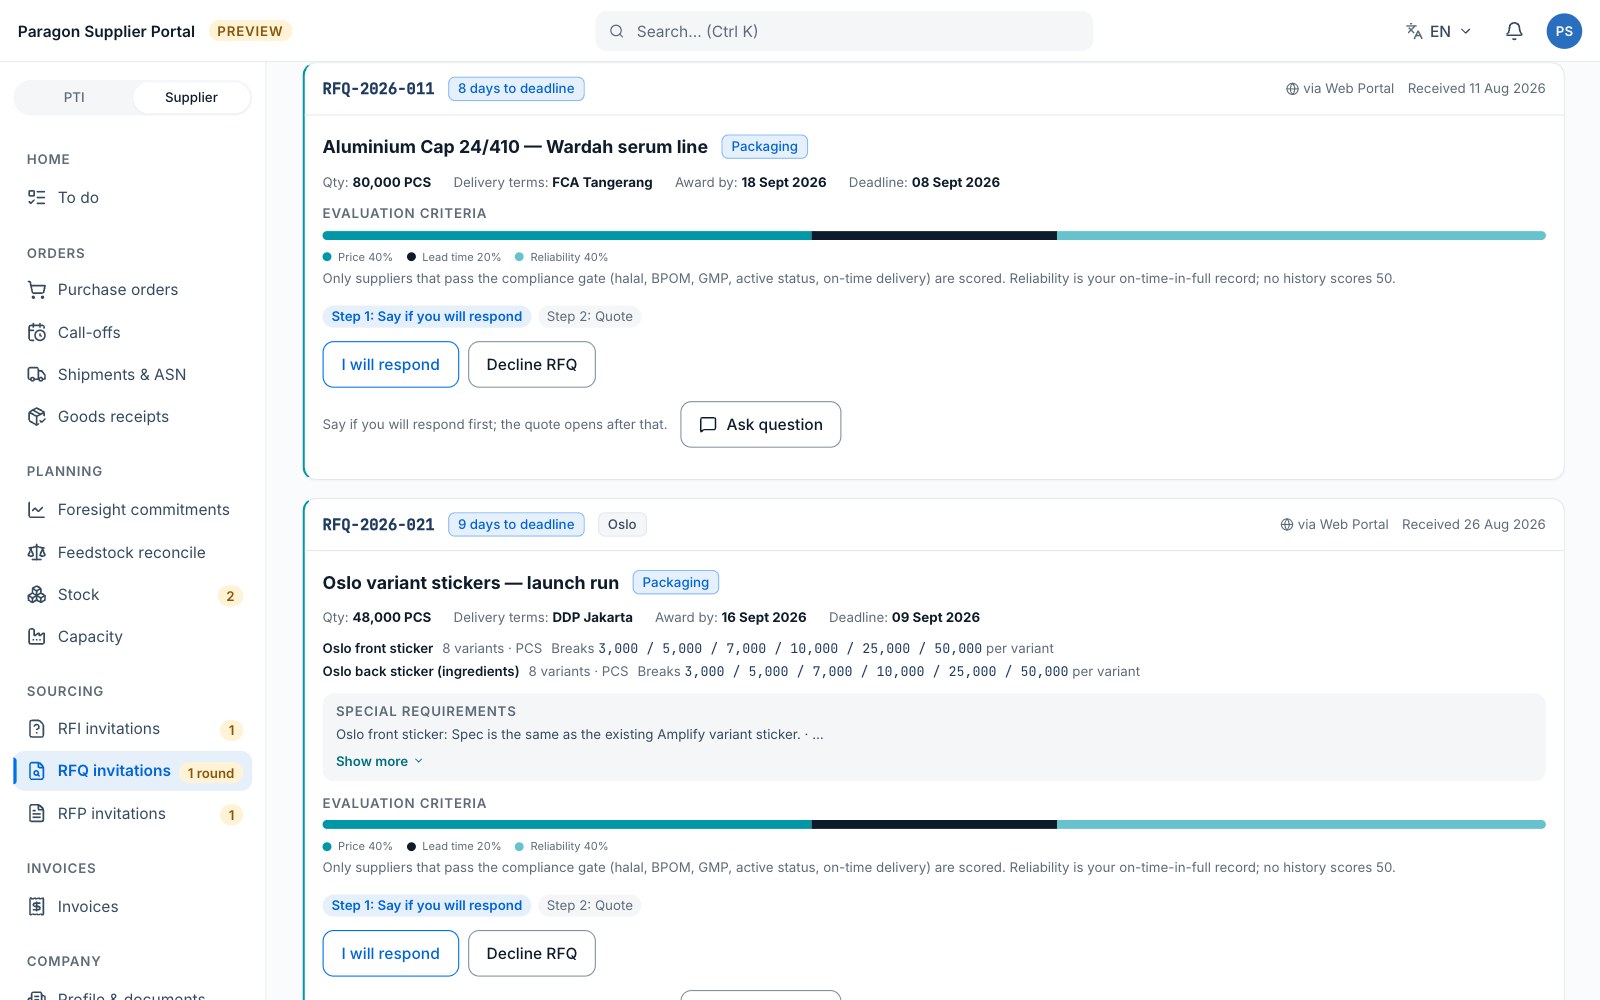 Paragon Supplier Portal PREVIEW Search... (Ctrl K) EN PS
PTI Supplier
HOME
To do
ORDERS
Purchase orders
Call-offs
Shipments & ASN
Goods receipts
PLANNING
Foresight commitments
Feedstock reconcile
Stock 2
Capacity
SOURCING
RFI invitations 1
RFQ invitations 1 round
RFP invitations 1
INVOICES
Invoices
COMPANY
Profile & documents
RFQ-2026-011 8 days to deadline via Web Portal Received 11 Aug 2026
Aluminium Cap 24/410 — Wardah serum line Packaging
Qty: 80,000 PCS Delivery terms: FCA Tangerang Award by: 18 Sept 2026 Deadline: 08 Sept 2026
EVALUATION CRITERIA
Price 40% Lead time 20% Reliability 40%
Only suppliers that pass the compliance gate (halal, BPOM, GMP, active status, on-time delivery) are scored. Reliability is your on-time-in-full record; no history scores 50.
Step 1: Say if you will respond Step 2: Quote
I will respond Decline RFQ
Say if you will respond first; the quote opens after that. Ask question
RFQ-2026-021 9 days to deadline Oslo via Web Portal Received 26 Aug 2026
Oslo variant stickers — launch run Packaging
Qty: 48,000 PCS Delivery terms: DDP Jakarta Award by: 16 Sept 2026 Deadline: 09 Sept 2026
Oslo front sticker 8 variants · PCS Breaks 3,000 / 5,000 / 7,000 / 10,000 / 25,000 / 50,000 per variant
Oslo back sticker (ingredients) 8 variants · PCS Breaks 3,000 / 5,000 / 7,000 / 10,000 / 25,000 / 50,000 per variant
SPECIAL REQUIREMENTS
Oslo front sticker: Spec is the same as the existing Amplify variant sticker. · ...
Show more
EVALUATION CRITERIA
Price 40% Lead time 20% Reliability 40%
Only suppliers that pass the compliance gate (halal, BPOM, GMP, active status, on-time delivery) are scored. Reliability is your on-time-in-full record; no history scores 50.
Step 1: Say if you will respond Step 2: Quote
I will respond Decline RFQ